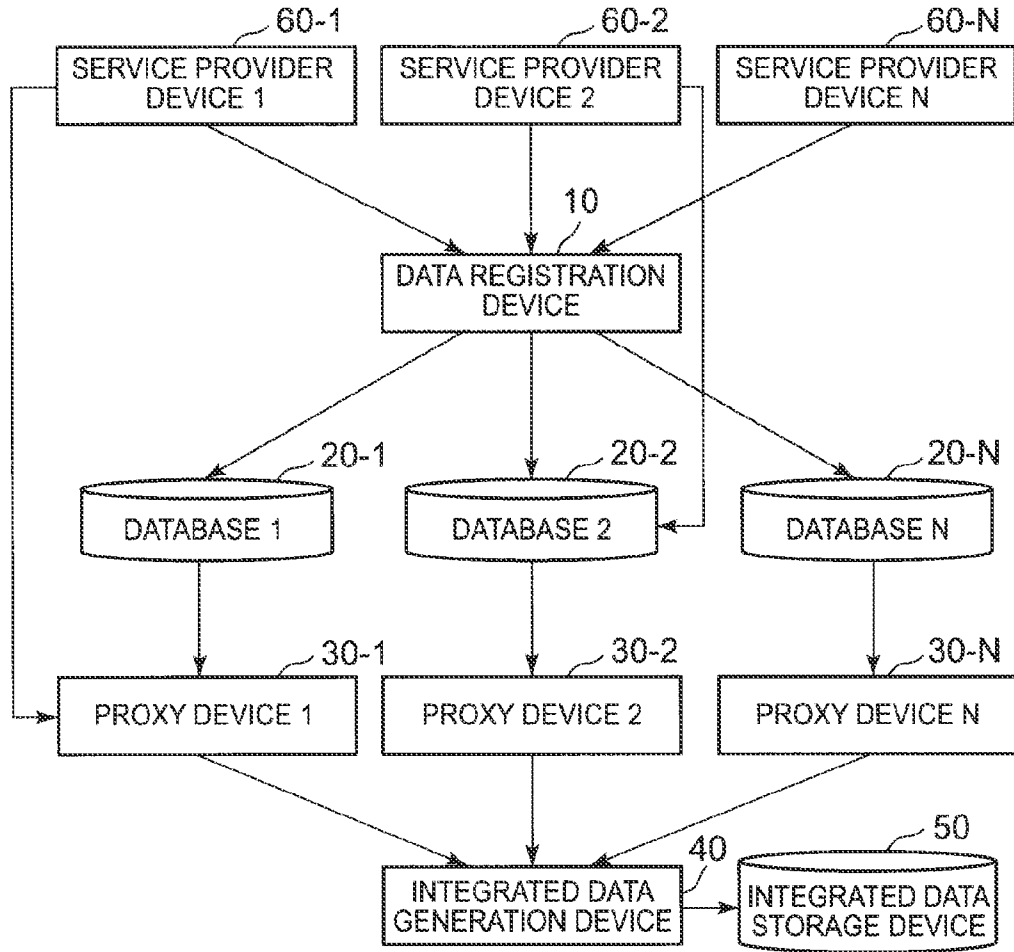 60-1
60-2
60-N
SERVICE PROVIDER
DEVICE 1
SERVICE PROVIDER
DEVICE 2
SERVICE PROVIDER
DEVICE N
10
DATA REGISTRATION
DEVICE
20-1
20-2
20-N
DATABASE 1
DATABASE 2
DATABASE N
30-1
30-2
30-N
PROXY DEVICE 1
PROXY DEVICE 2
PROXY DEVICE N
40
50
INTEGRATED DATA
GENERATION DEVICE
INTEGRATED DATA
STORAGE DEVICE